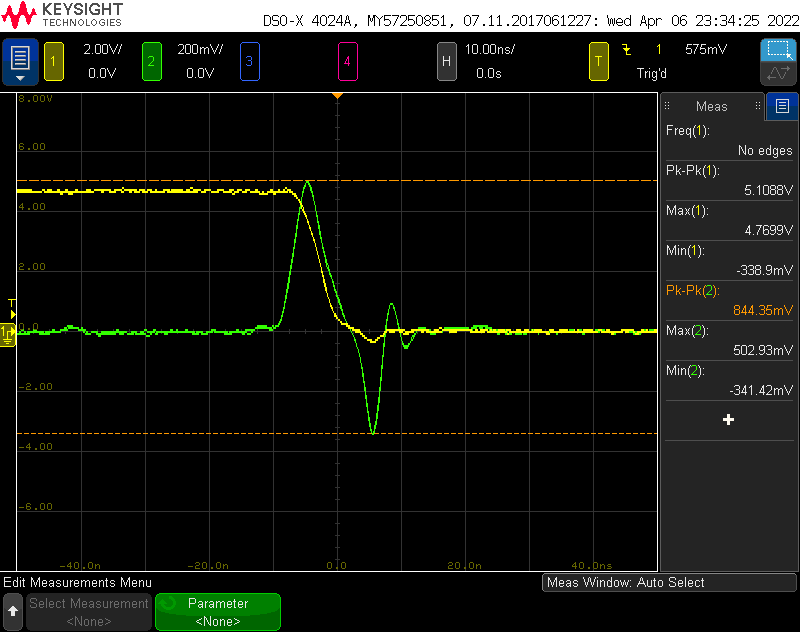 KEYSIGHT
TECHNOLOGIES
DSO-X 4024A, MY57250851, 07.11.2017061227: Wed Apr 06 23:34:25 2022
1 2.00V/ 2 200mV/ 3 4 H 10.00ns/ T 1 575mV
0.0V 0.0V 0.0s Trig'd
8.00V
6.00
4.00
2.00
T
1 0.0
-2.00
-4.00
-6.00
-40.0n -20.0n 0.0 20.0n 40.0ns
Meas
Freq(1):
No edges
Pk-Pk(1):
5.1088V
Max(1):
4.7699V
Min(1):
-338.9mV
Pk-Pk(2):
844.35mV
Max(2):
502.93mV
Min(2):
-341.42mV
Edit Measurements Menu
Meas Window: Auto Select
Select Measurement
<None>
Parameter
<None>